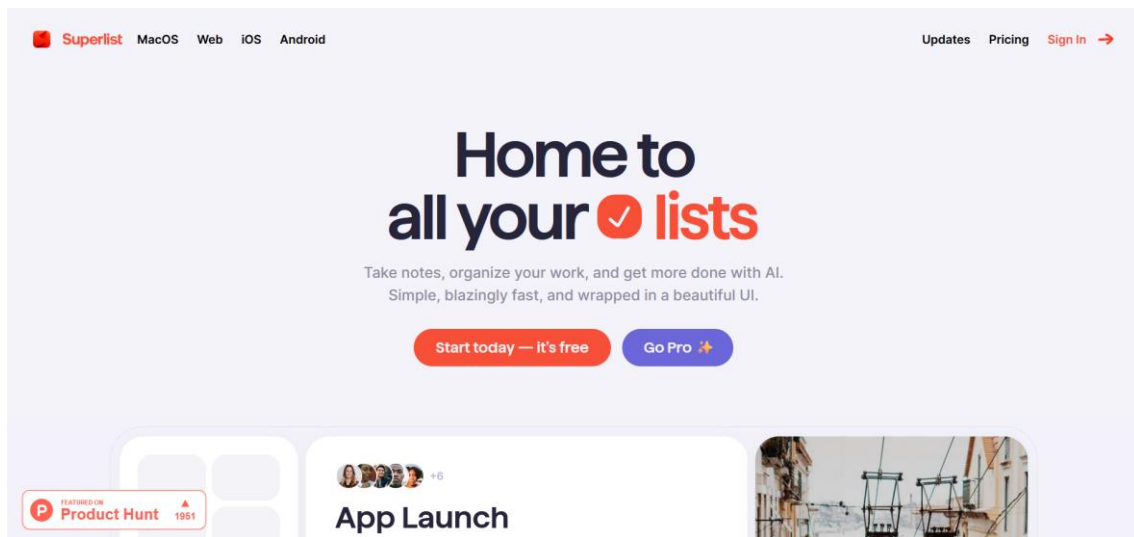 Superlist MacOS Web iOS Android Updates Pricing Sign In
Home to
all your lists
Take notes, organize your work, and get more done with AI.
Simple, blazingly fast, and wrapped in a beautiful UI.
Start today — it's free Go Pro ✨
+6
App Launch
P FEATURED ON
Product Hunt 1951